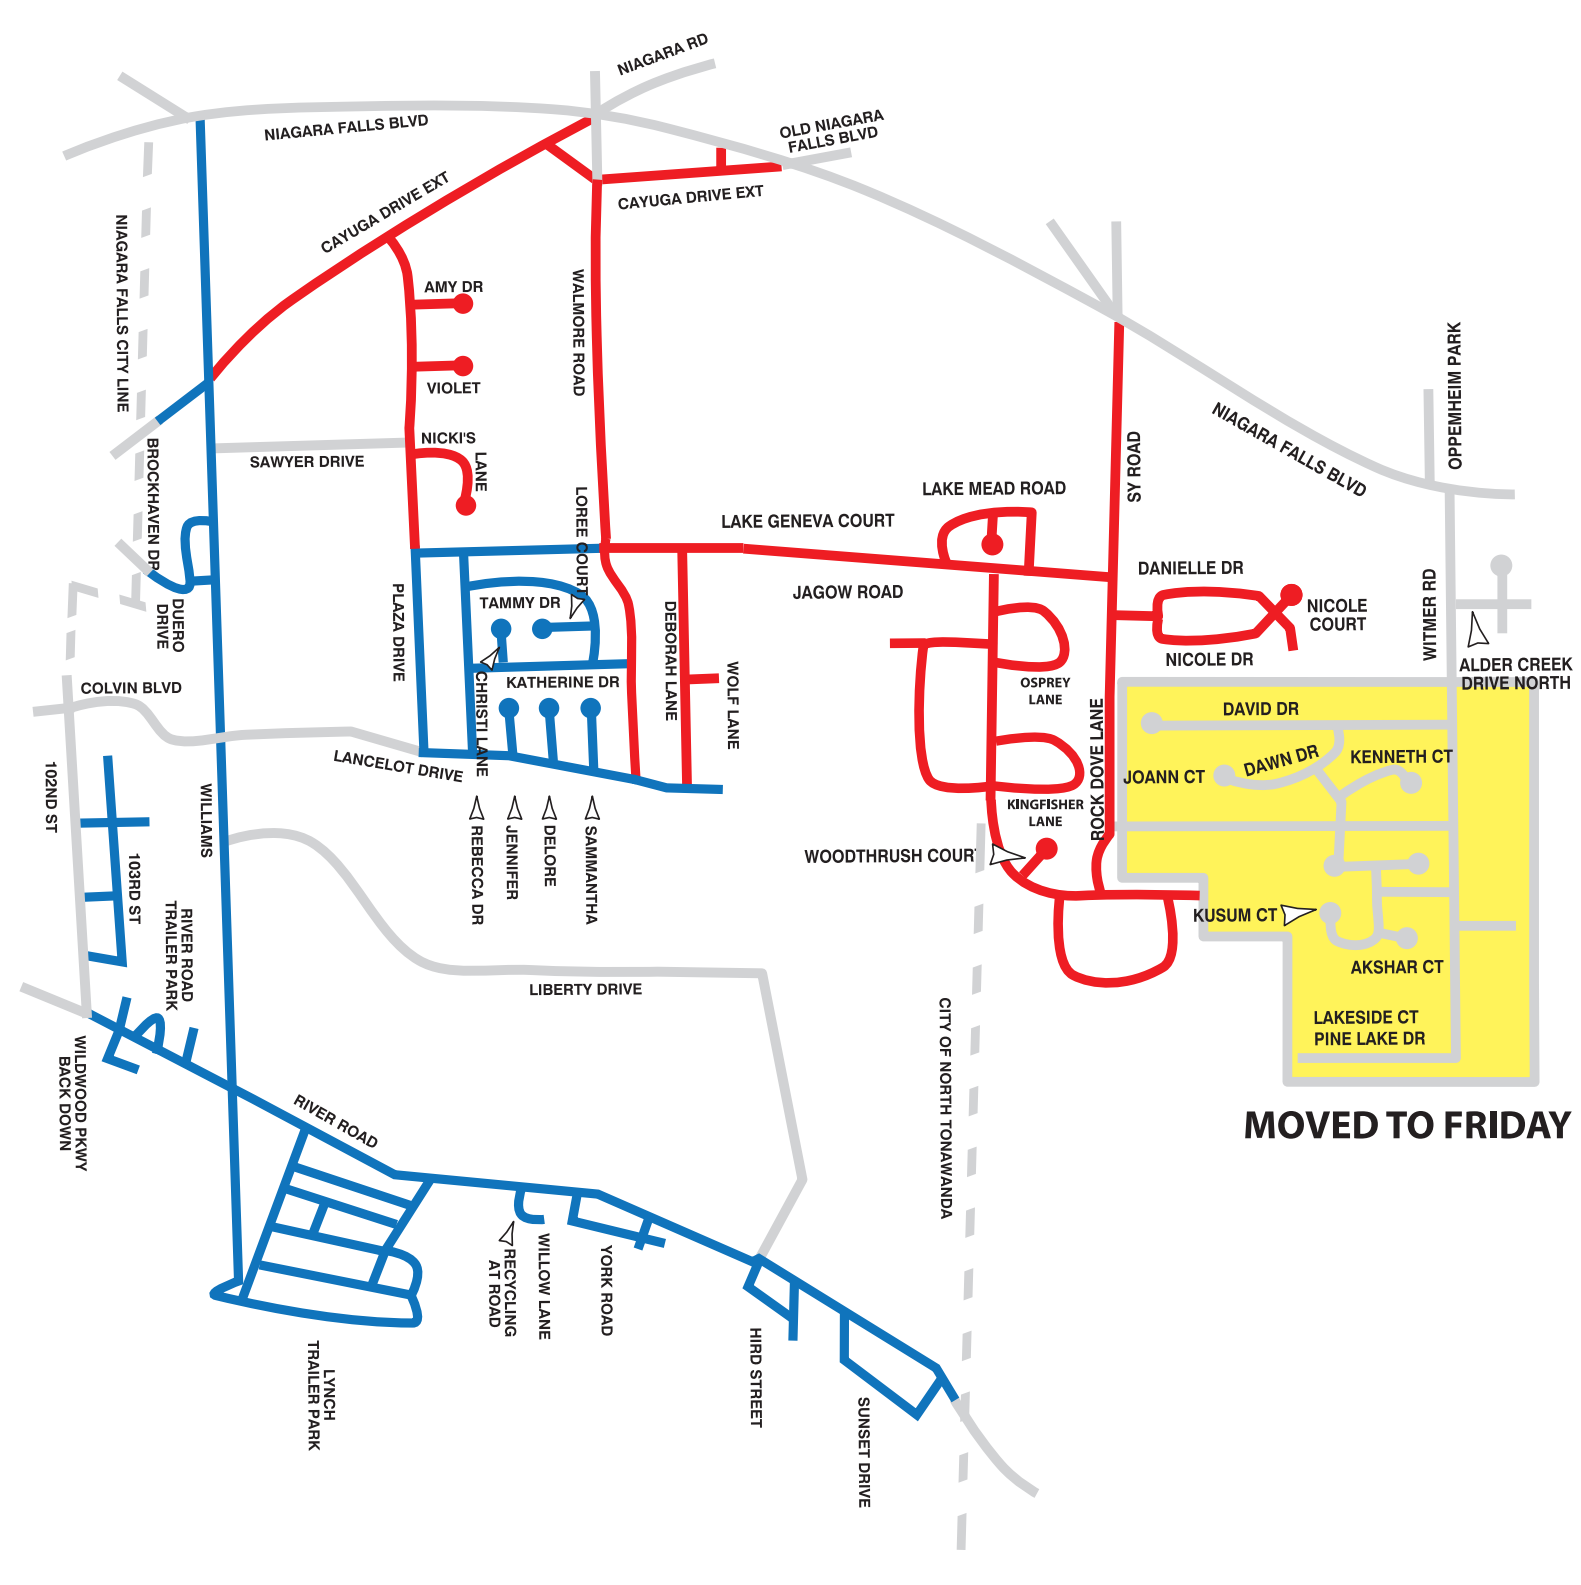 NIAGARA RD
NIAGARA FALLS BLVD
OLD NIAGARA
FALLS BLVD
CAYUGA DRIVE EXT
CAYUGA DRIVE EXT
NIAGARA FALLS CITY LINE
AMY DR
WALMORE ROAD
VIOLET
OPPEMHEIM PARK
NIAGARA FALLS BLVD
SY ROAD
NICKI'S
LANE
SAWYER DRIVE
BROCKHAVEN DR
LOREE COURT
LAKE MEAD ROAD
LAKE GENEVA COURT
JAGOW ROAD
DANIELLE DR
NICOLE
COURT
NICOLE DR
WITMER RD
ALDER CREEK
DRIVE NORTH
DUERO
DRIVE
PLAZA DRIVE
TAMMY DR
DEBORAH LANE
WOLF LANE
KATHERINE DR
CHRISTI LANE
OSPREY
LANE
ROCK DOVE LANE
COLVIN BLVD
LANCELOT DRIVE
DAVID DR
DAWN DR
KENNETH CT
JOANN CT
102ND ST
WILLIAMS
KINGFISHER
LANE
WOODTHRUSH COURT
REBECCA DR
JENNIFER
DELORE
SAMMANTHA
103RD ST
RIVER ROAD
TRAILER PARK
KUSUM CT
AKSHAR CT
LIBERTY DRIVE
CITY OF NORTH TONAWANDA
LAKESIDE CT
PINE LAKE DR
WILDWOOD PKWY
BACK DOWN
RIVER ROAD
MOVED TO FRIDAY
RECYCLING
AT ROAD
WILLOW LANE
YORK ROAD
HIRD STREET
LYNCH
TRAILER PARK
SUNSET DRIVE